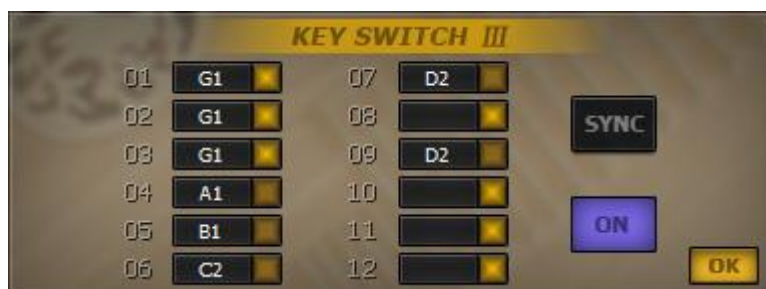 KEY SWITCH III
01 G1 07 D2
02 G1 08
03 G1 09 D2
SYNC
04 A1 10
05 B1 11
ON
06 C2 12
OK